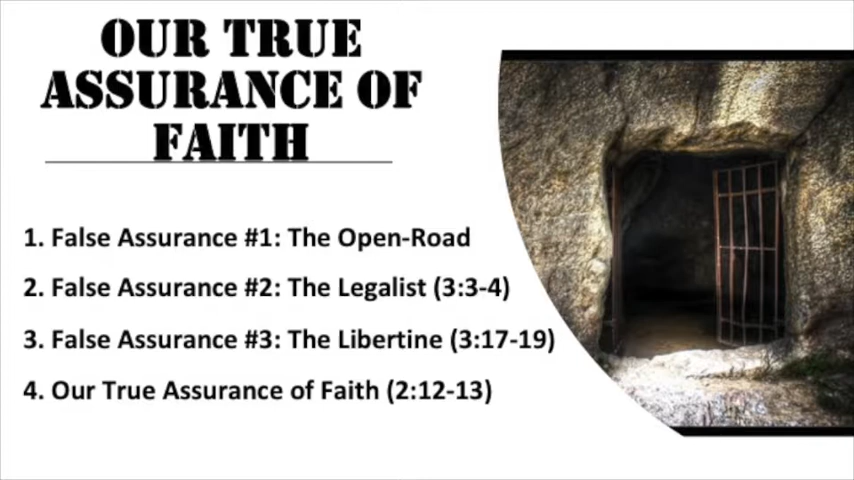 OUR TRUE
ASSURANCE OF
FAITH
1. False Assurance #1: The Open-Road
2. False Assurance #2: The Legalist (3:3-4)
3. False Assurance #3: The Libertine (3:17-19)
4. Our True Assurance of Faith (2:12-13)